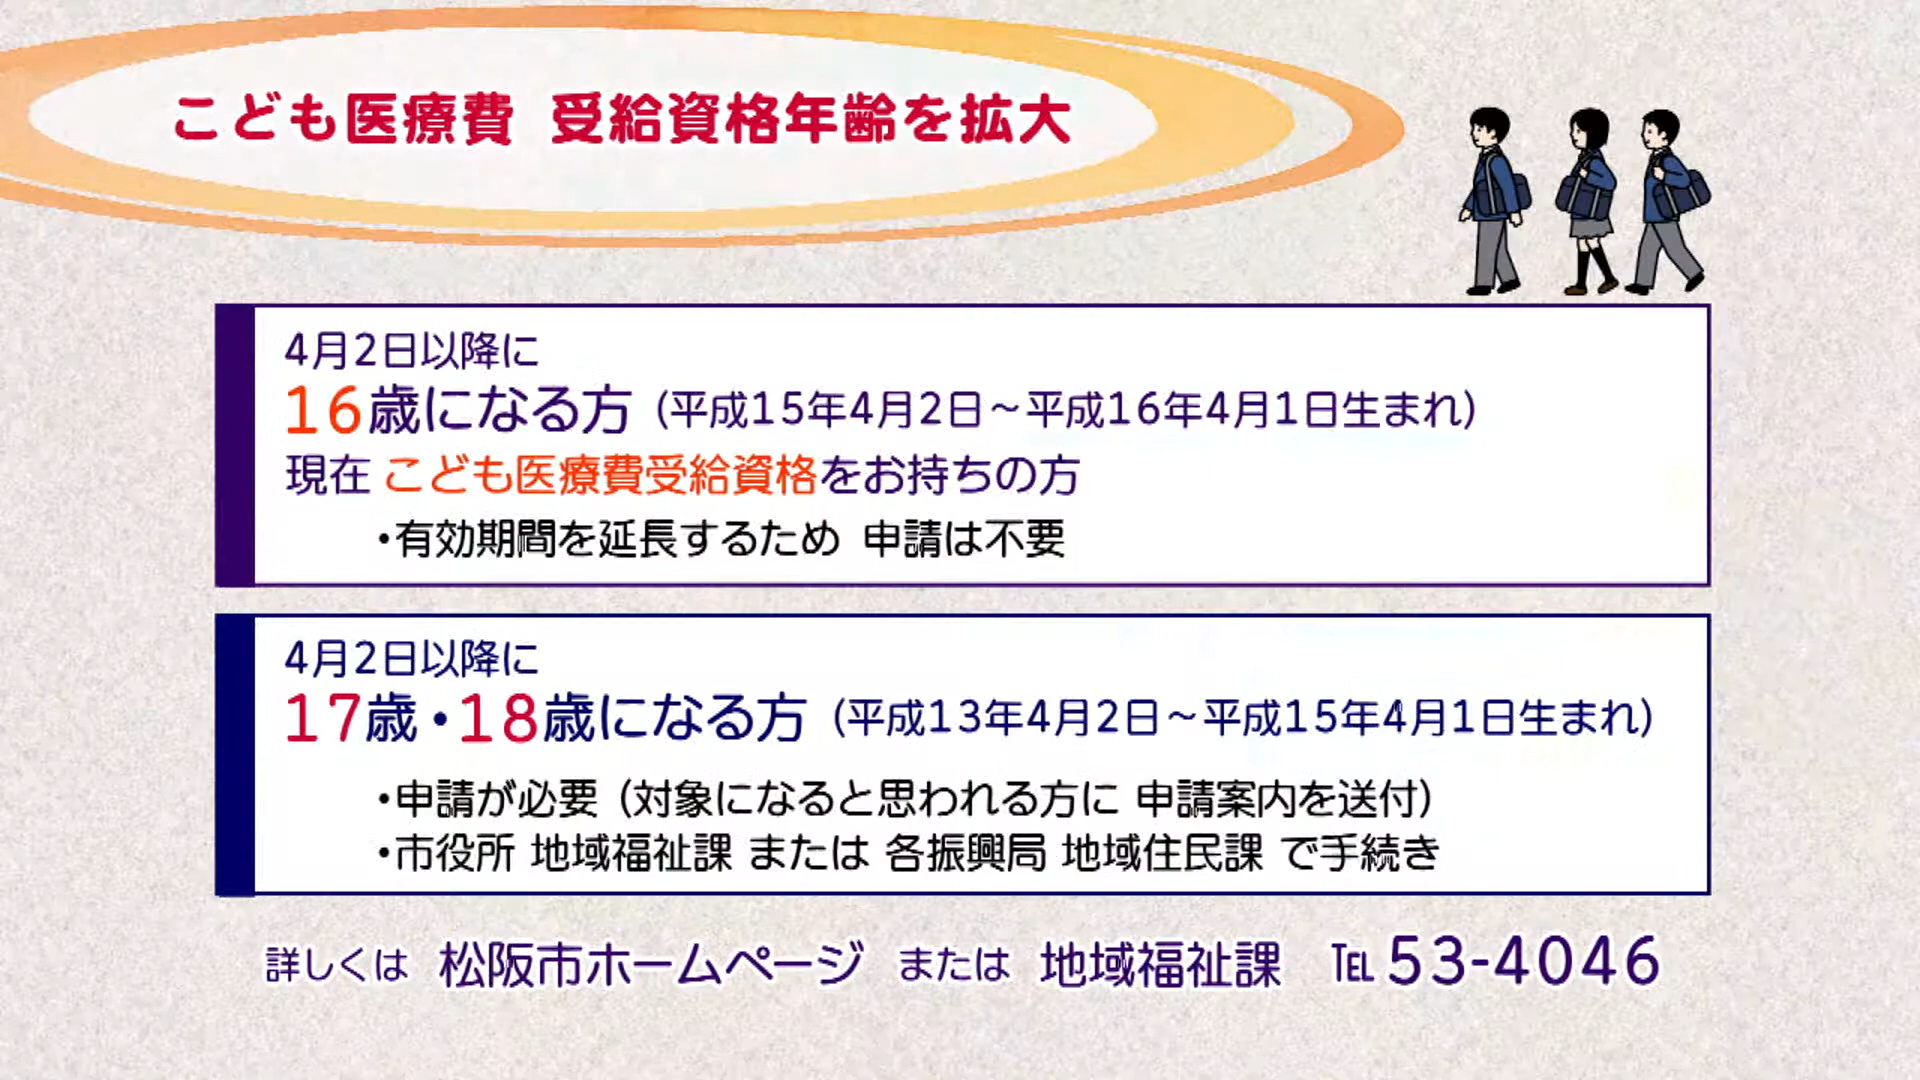 こども医療費 受給資格年齢を拡大
4月2日以降に
16歳になる方 (平成15年4月2日～平成16年4月1日生まれ)
現在 こども医療費受給資格をお持ちの方
・有効期間を延長するため 申請は不要
4月2日以降に
17歳・18歳になる方 (平成13年4月2日～平成15年4月1日生まれ)
・申請が必要 (対象になると思われる方に 申請案内を送付)
・市役所 地域福祉課 または 各振興局 地域住民課 で手続き
詳しくは 松阪市ホームページ または 地域福祉課 TEL 53-4046